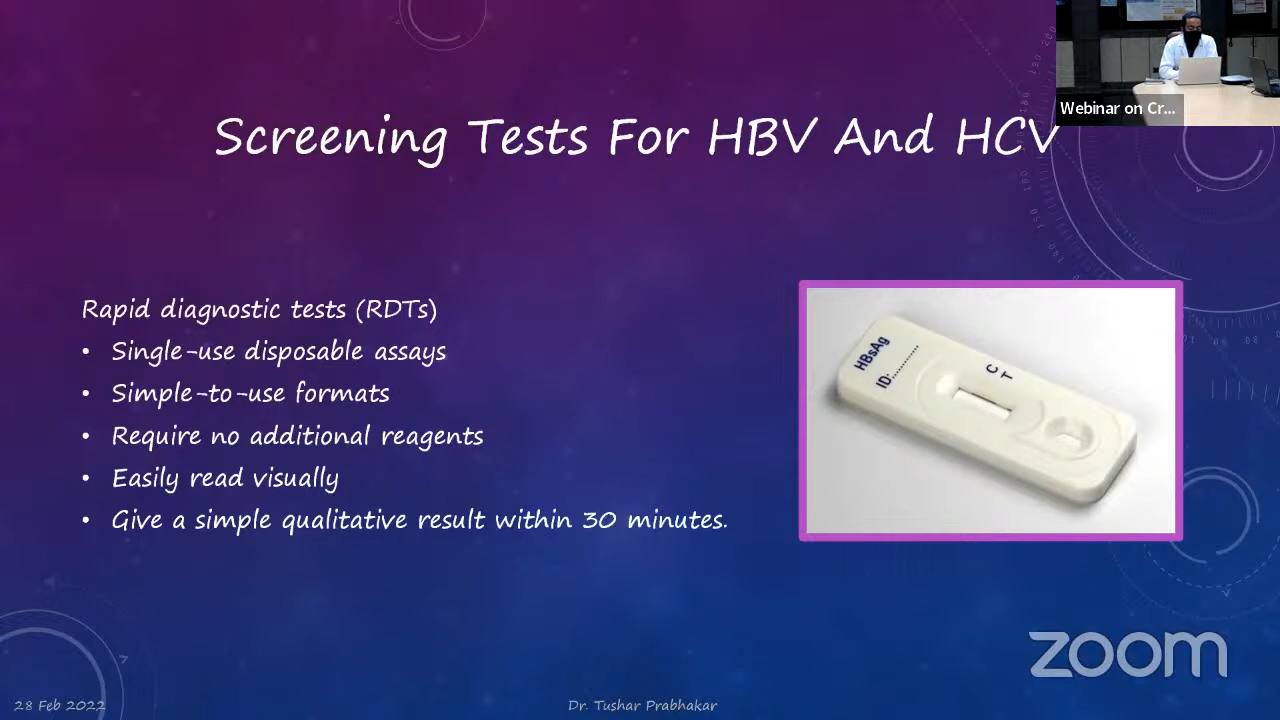 Webinar on Cr...
Screening Tests For HBV And HCV
Rapid diagnostic tests (RDTs)
• Single-use disposable assays
• Simple-to-use formats
• Require no additional reagents
• Easily read visually
• Give a simple qualitative result within 30 minutes.
HBsAg
ID:............
C
T
zoom
28 Feb 2022
Dr. Tushar Prabhakar